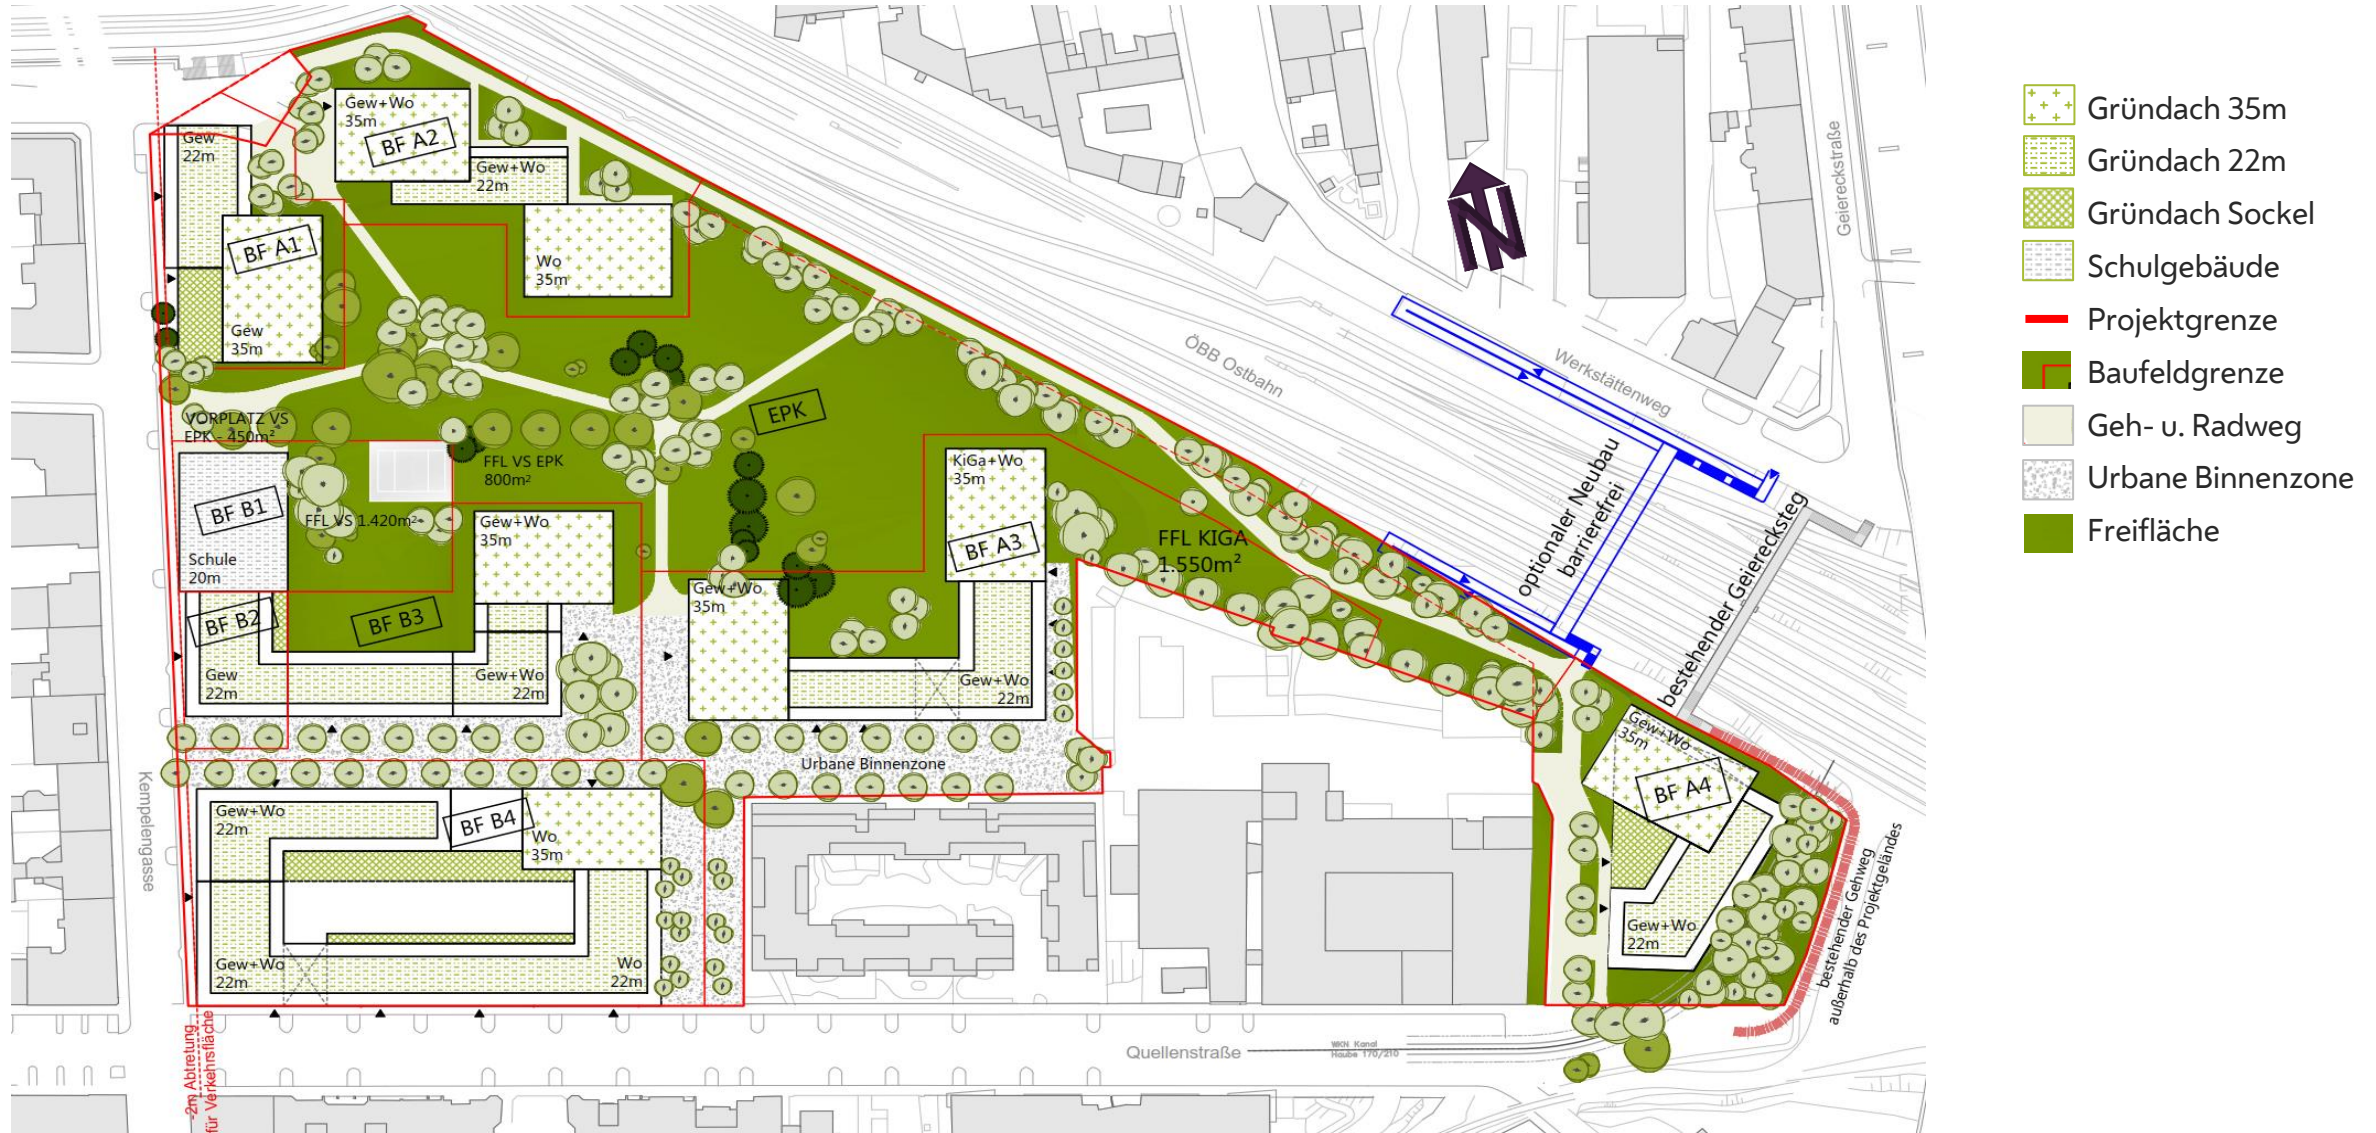 Gew+Wo
35m
BF A2
Gew
22m
Gew+Wo
22m
BF A1
Wo
35m
Gew
35m
VORPLATZ VS
EPK - 450m²
FFL VS EPK
800m²
EPK
BF B1
FFL VS 1.420m²
Schule
20m
Gew+Wo
35m
KiGa+Wo
35m
BF A3
FFL KIGA
1.550m²
BF B2
BF B3
Gew+Wo
35m
Gew
22m
Gew+Wo
22m
Gew+Wo
22m
Urbane Binnenzone
Gew+Wo
22m
BF B4
Wo
35m
Gew+Wo
22m
Wo
22m
Gew+Wo
35m
BF A4
Gew+Wo
22m
N
ÖBB Ostbahn
Werkstättenweg
Geiereckstraße
optionaler Neubau
barrierefrei
bestehender Geierecksteg
bestehender Gehweg
außerhalb des Projektgeländes
Kempelengasse
Quellenstraße
WKN Kanal
Haube 170/210
-2m Abtretung
für Verkehrsfläche
Gründach 35m
Gründach 22m
Gründach Sockel
Schulgebäude
Projektgrenze
Baufeldgrenze
Geh- u. Radweg
Urbane Binnenzone
Freifläche